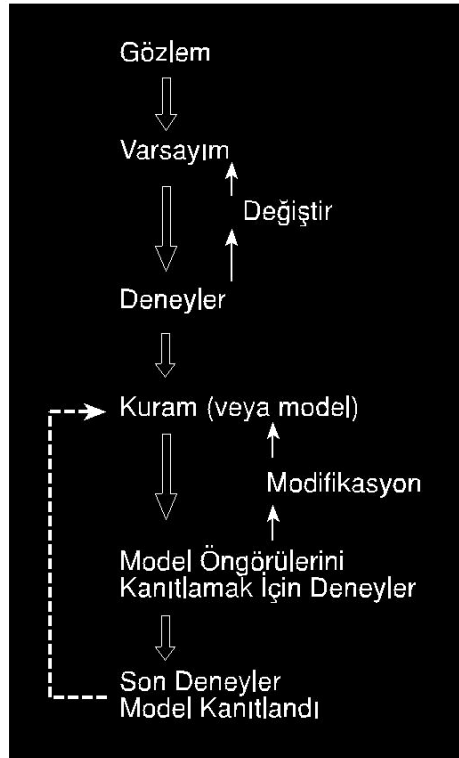 Gözlem
Varsayım
Değiştir
Deneyler
Kuram (veya model)
Modifikasyon
Model Öngörülerini
Kanıtlamak İçin Deneyler
Son Deneyler
Model Kanıtlandı